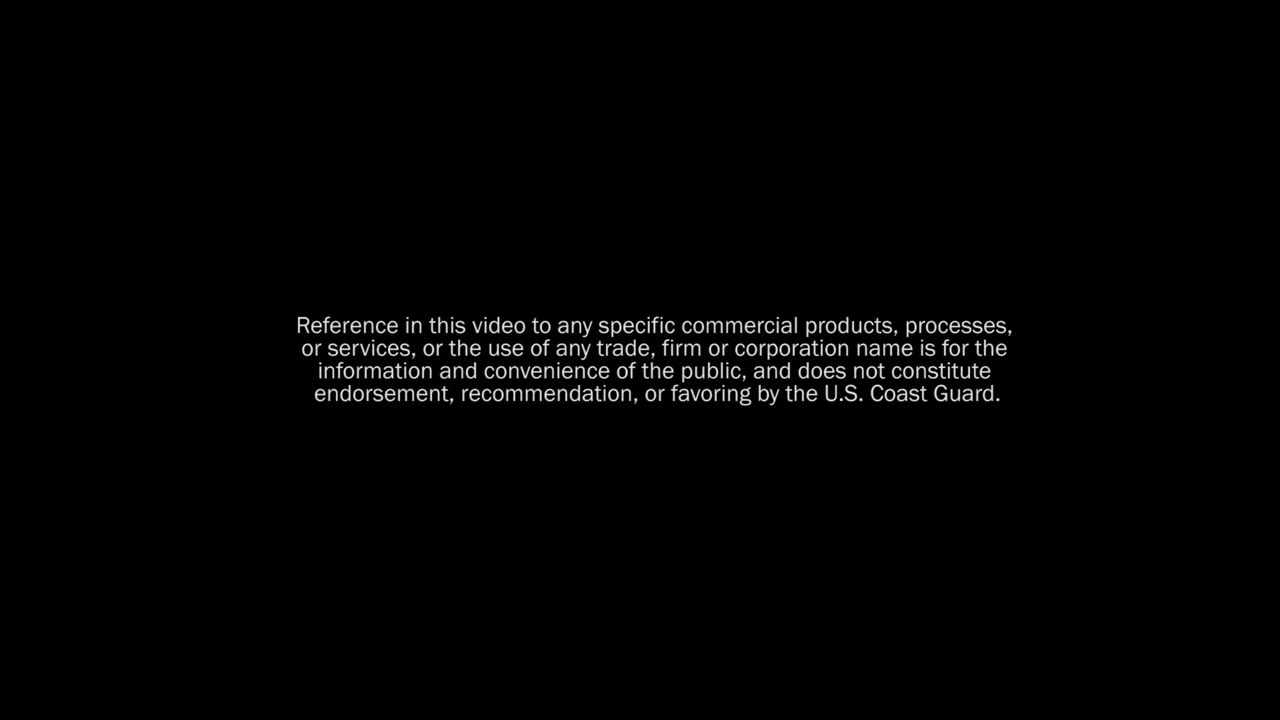 Reference in this video to any specific commercial products, processes,
or services, or the use of any trade, firm or corporation name is for the
information and convenience of the public, and does not constitute
endorsement, recommendation, or favoring by the U.S. Coast Guard.